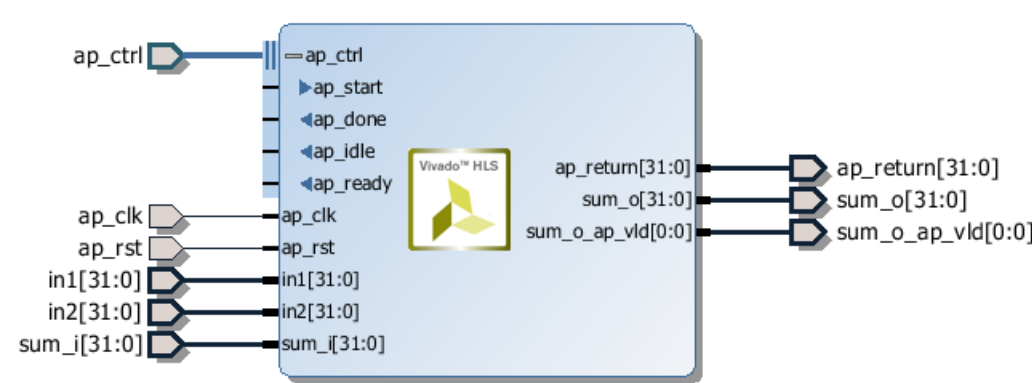 ap_ctrl
ap_ctrl
ap_start
ap_done
ap_idle
ap_ready
ap_clk
ap_clk
ap_rst
ap_rst
in1[31:0]
in1[31:0]
in2[31:0]
in2[31:0]
sum_i[31:0]
sum_i[31:0]
Vivado™ HLS
ap_return[31:0]
ap_return[31:0]
sum_o[31:0]
sum_o[31:0]
sum_o_ap_vld[0:0]
sum_o_ap_vld[0:0]